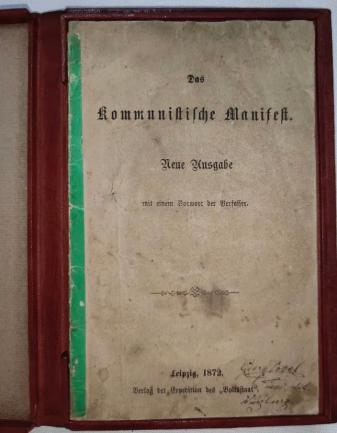 Das
Kommunistische Manifest.
Neue Ausgabe
mit einem Vorwort der Verfasser.
Leipzig, 1872.
Verlag der Expedition des „Volksstaat“.